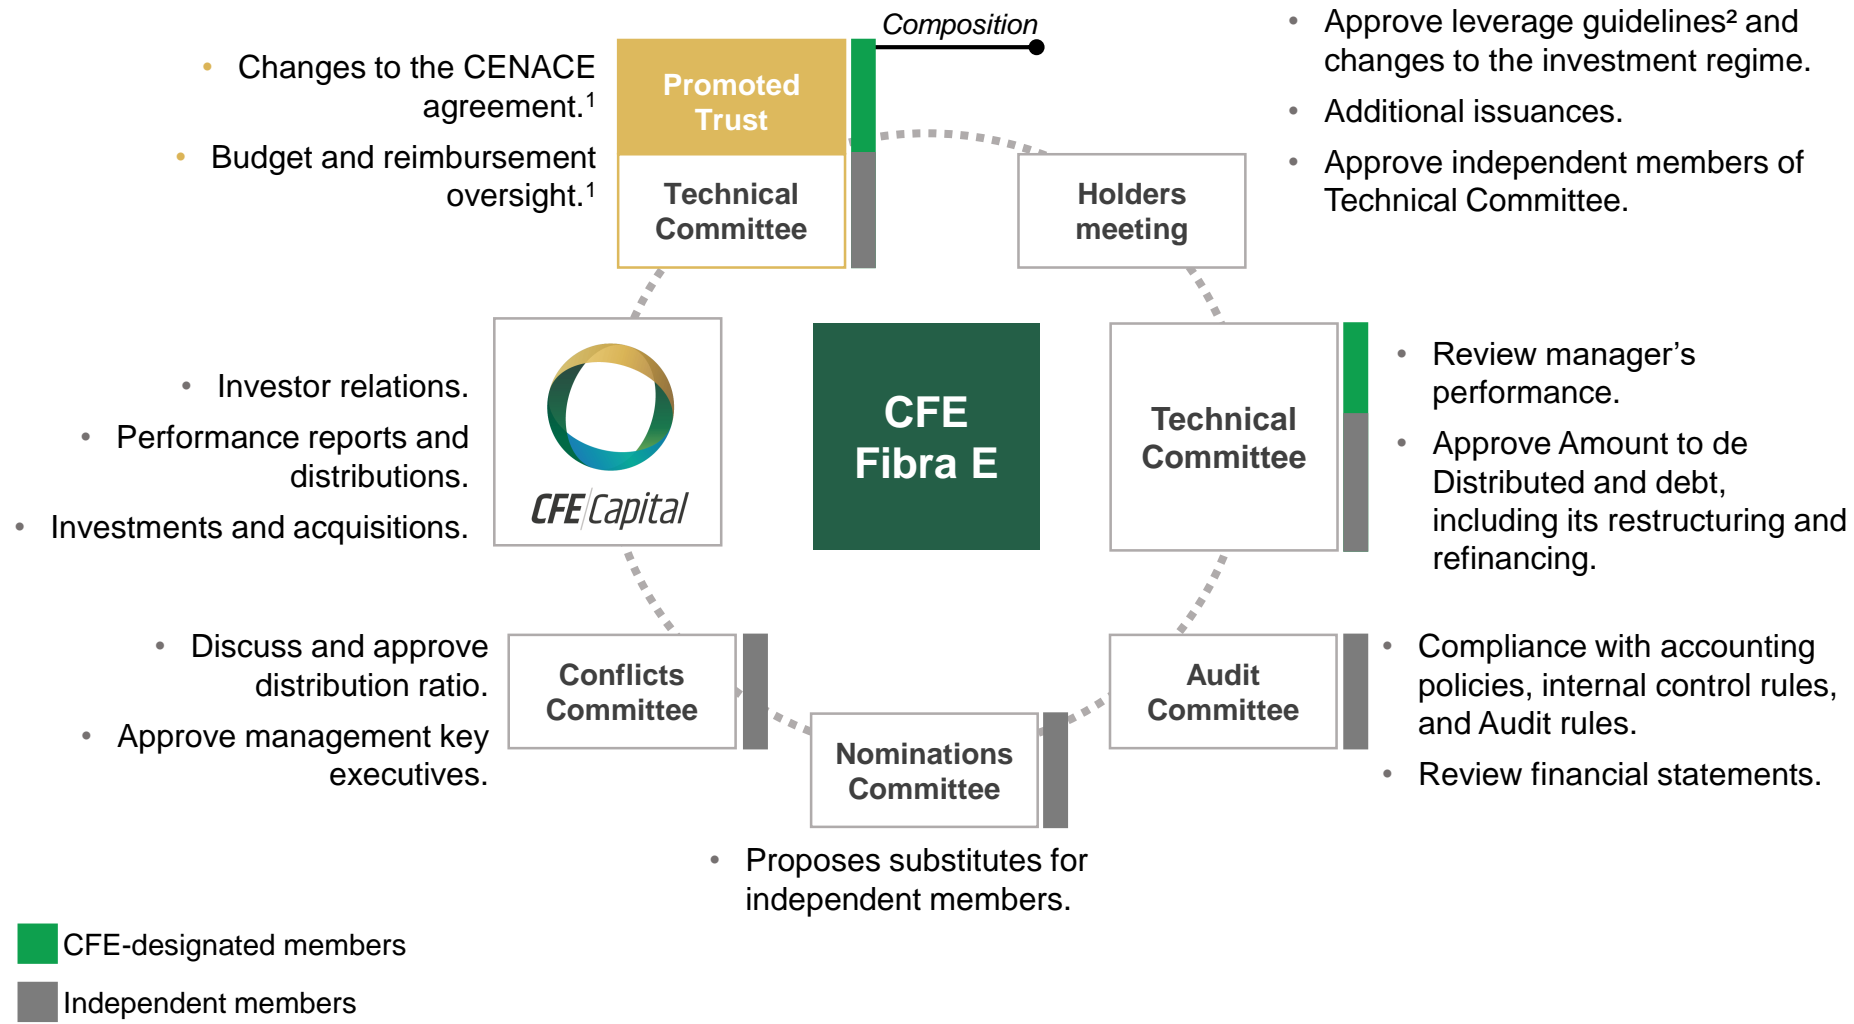 Composition
• Changes to the CENACE
agreement.¹
• Budget and reimbursement
oversight.¹
Promoted
Trust
Technical
Committee
Holders
meeting
• Approve leverage guidelines² and
changes to the investment regime.
• Additional issuances.
• Approve independent members of
Technical Committee.
• Investor relations.
• Performance reports and
distributions.
• Investments and acquisitions.
CFE/Capital
CFE
Fibra E
Technical
Committee
• Review manager’s
performance.
• Approve Amount to de
Distributed and debt,
including its restructuring and
refinancing.
• Discuss and approve
distribution ratio.
• Approve management key
executives.
Conflicts
Committee
Nominations
Committee
• Proposes substitutes for
independent members.
Audit
Committee
• Compliance with accounting
policies, internal control rules,
and Audit rules.
• Review financial statements.
CFE-designated members
Independent members